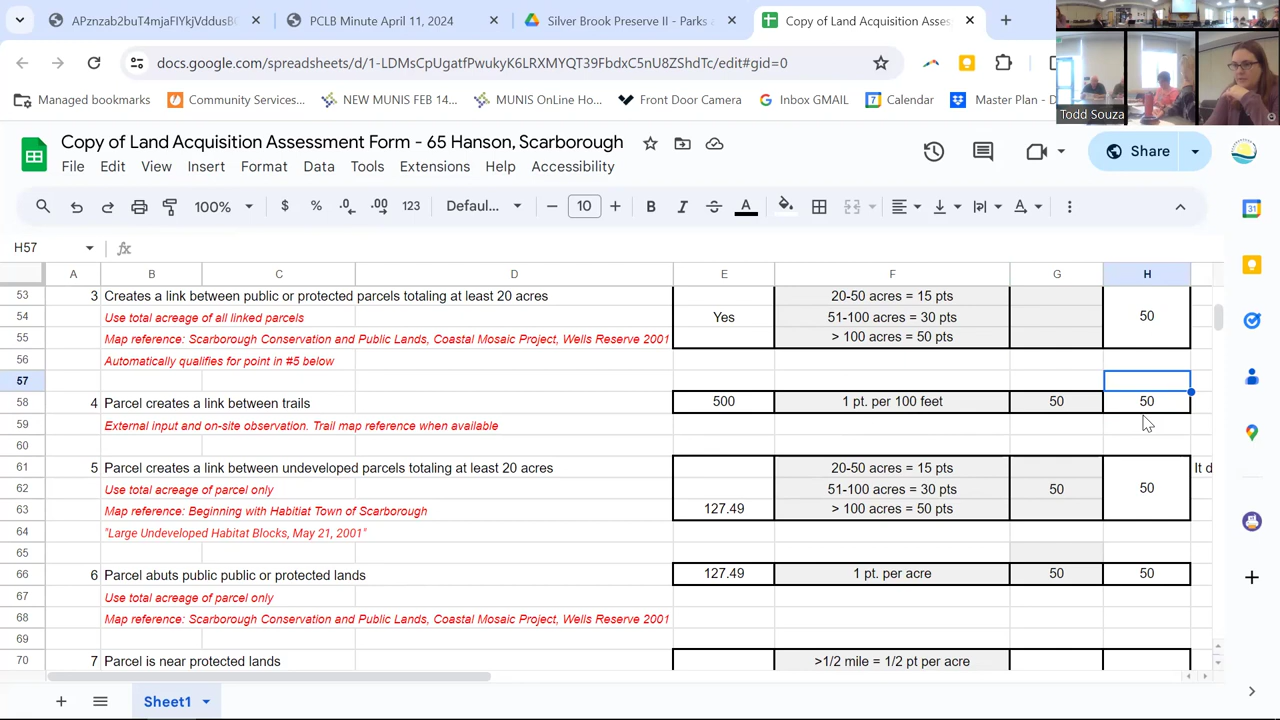 APznzab2buT4mjaFIYkjVddusB
PCLB Minute April 11, 2024
Silver Brook Preserve II - Parks a
Copy of Land Acquisition Asses
docs.google.com/spreadsheets/d/1-LDMsCpUgatfPwukyK6LRXMYQT39FbdxC5nU8ZShdTc/edit#gid=0
Managed bookmarks
Community Services...
NEW MUNIS FEB 14...
MUNIS OnLine Ho...
Front Door Camera
Inbox GMAIL
Calendar
Master Plan - D
Todd Souza
Copy of Land Acquisition Assessment Form - 65 Hanson, Scarborough
Share
File Edit View Insert Format Data Tools Extensions Help Accessibility
100% $ % .0 .00 123 Defaul... 10 B I A
H57
A B C D E F G H
53 3 Creates a link between public or protected parcels totaling at least 20 acres 20-50 acres = 15 pts
54 Use total acreage of all linked parcels Yes 51-100 acres = 30 pts 50
55 Map reference: Scarborough Conservation and Public Lands, Coastal Mosaic Project, Wells Reserve 2001 > 100 acres = 50 pts
56 Automatically qualifies for point in #5 below
57
58 4 Parcel creates a link between trails 500 1 pt. per 100 feet 50 50
59 External input and on-site observation. Trail map reference when available
60
61 5 Parcel creates a link between undeveloped parcels totaling at least 20 acres 20-50 acres = 15 pts It d
62 Use total acreage of parcel only 51-100 acres = 30 pts 50 50
63 Map reference: Beginning with Habitiat Town of Scarborough 127.49 > 100 acres = 50 pts
64 "Large Undeveloped Habitat Blocks, May 21, 2001"
65
66 6 Parcel abuts public public or protected lands 127.49 1 pt. per acre 50 50
67 Use total acreage of parcel only
68 Map reference: Scarborough Conservation and Public Lands, Coastal Mosaic Project, Wells Reserve 2001
69
70 7 Parcel is near protected lands >1/2 mile = 1/2 pt per acre
Sheet1